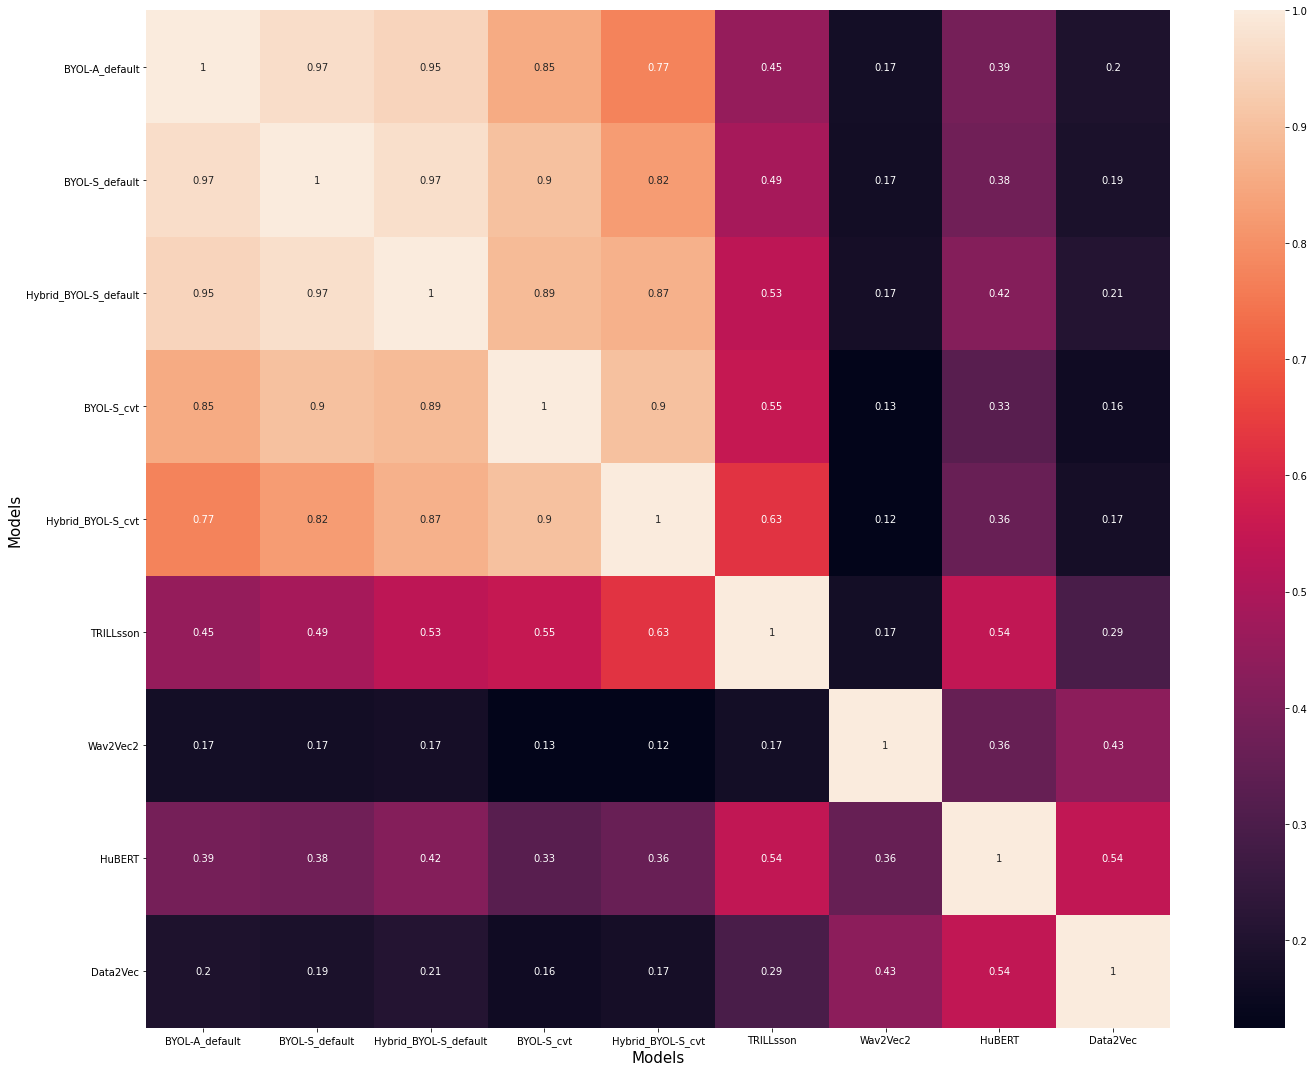 BYOL-A_default 1 0.97 0.95 0.85 0.77 0.45 0.17 0.39 0.2
BYOL-S_default 0.97 1 0.97 0.9 0.82 0.49 0.17 0.38 0.19
Hybrid_BYOL-S_default 0.95 0.97 1 0.89 0.87 0.53 0.17 0.42 0.21
BYOL-S_cvt 0.85 0.9 0.89 1 0.9 0.55 0.13 0.33 0.16
Hybrid_BYOL-S_cvt 0.77 0.82 0.87 0.9 1 0.63 0.12 0.36 0.17
TRILLsson 0.45 0.49 0.53 0.55 0.63 1 0.17 0.54 0.29
Wav2Vec2 0.17 0.17 0.17 0.13 0.12 0.17 1 0.36 0.43
HuBERT 0.39 0.38 0.42 0.33 0.36 0.54 0.36 1 0.54
Data2Vec 0.2 0.19 0.21 0.16 0.17 0.29 0.43 0.54 1
BYOL-A_default BYOL-S_default Hybrid_BYOL-S_default BYOL-S_cvt Hybrid_BYOL-S_cvt TRILLsson Wav2Vec2 HuBERT Data2Vec
Models
Models
1.0
0.9
0.8
0.7
0.6
0.5
0.4
0.3
0.2